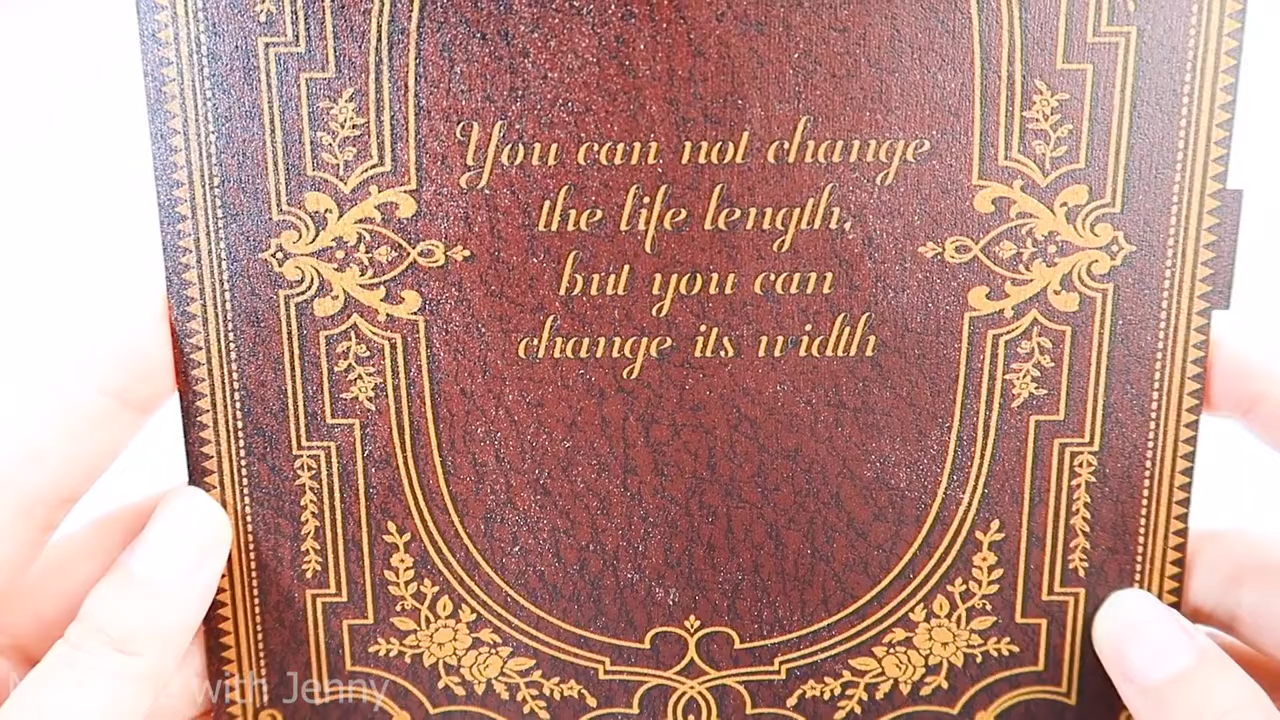 You can not change
the life length,
but you can
change its width
with Jenny